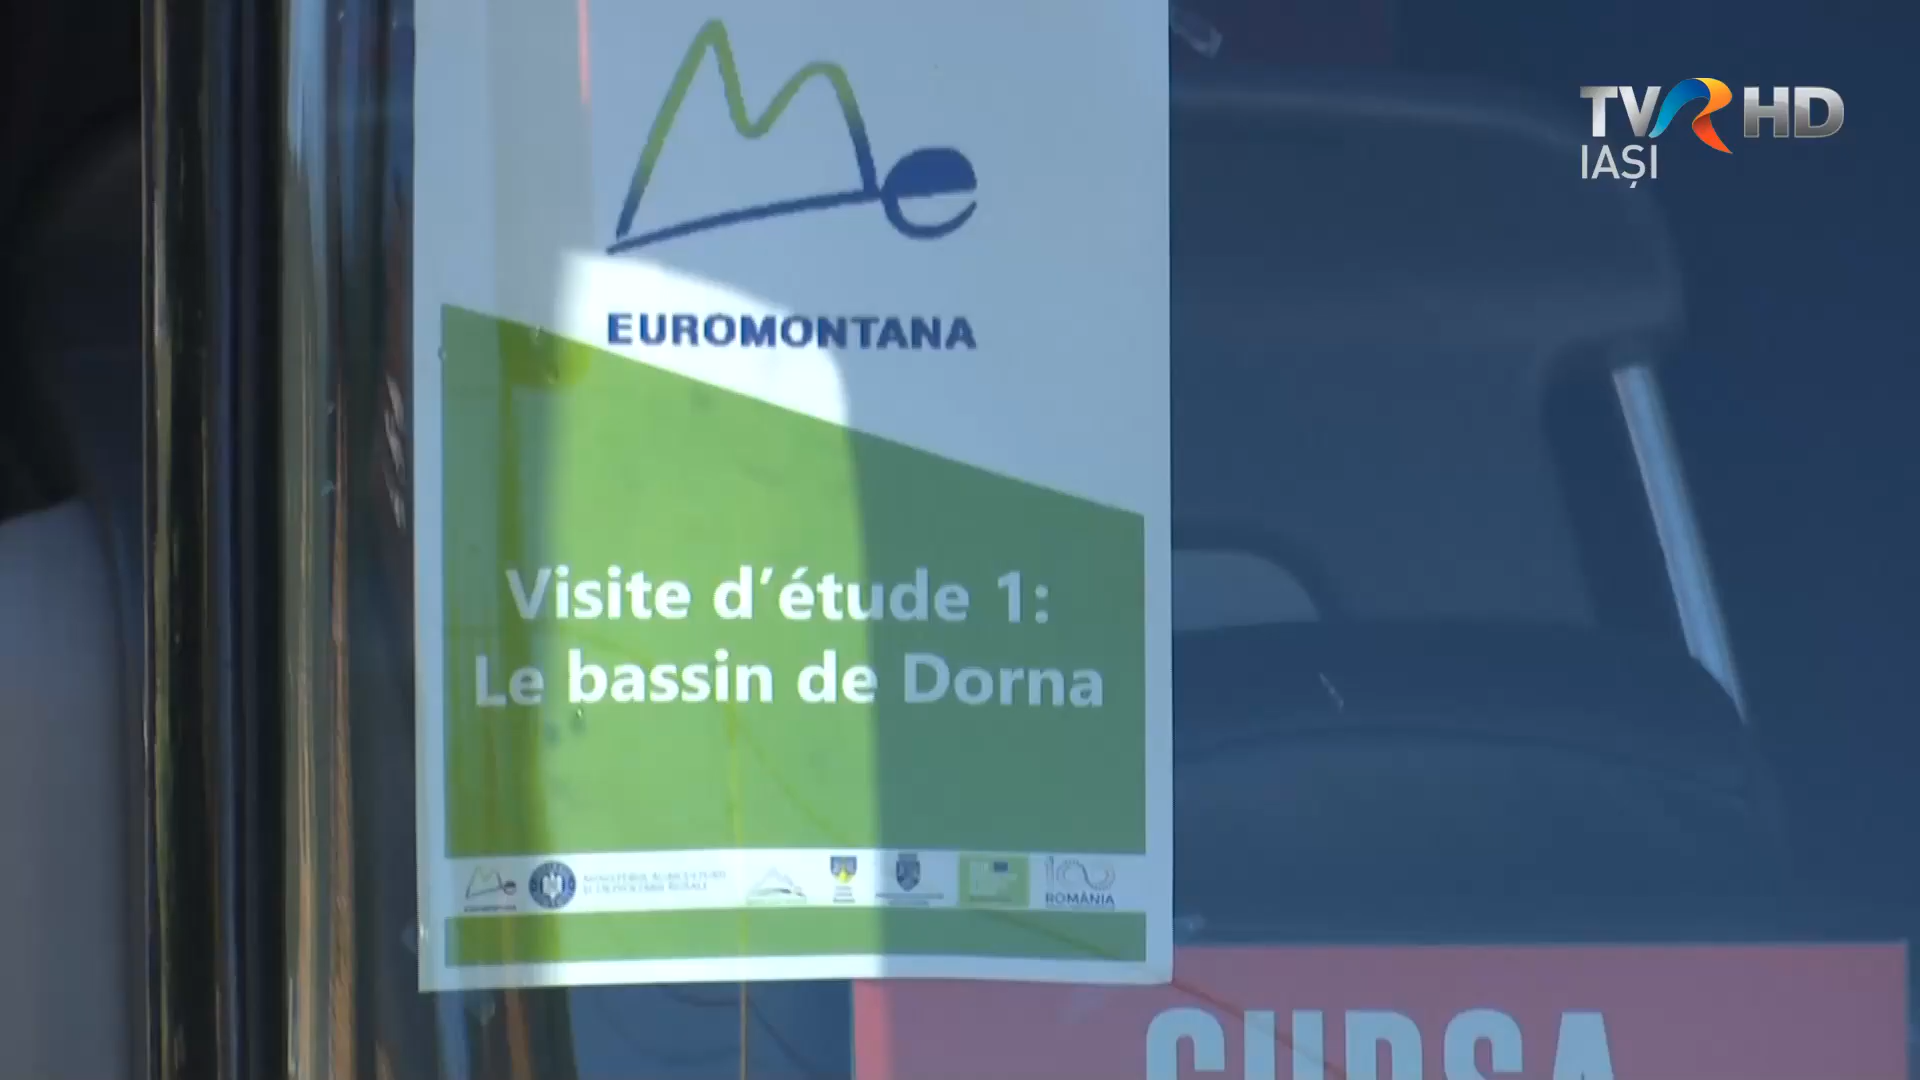 TVR HD
IAȘI
EUROMONTANA
Visite d’étude 1:
Le bassin de Dorna
ROMÂNIA
CURSA